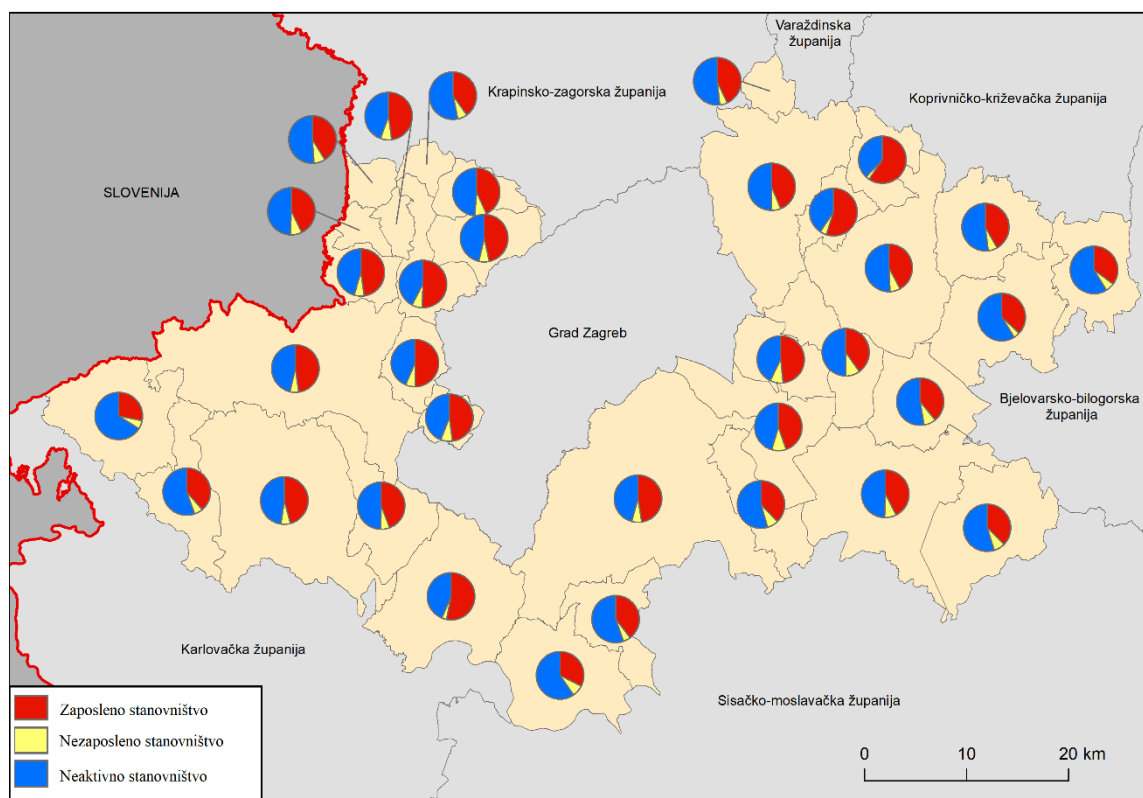 Varaždinska
županija
Krapinsko-zagorska županija
Koprivničko-križevačka županija
SLOVENIJA
Grad Zagreb
Bjelovarsko-bilogorska
županija
Karlovačka županija
Sisačko-moslavačka županija
Zaposleno stanovništvo
Nezaposleno stanovništvo
Neaktivno stanovništvo
0 10 20 km